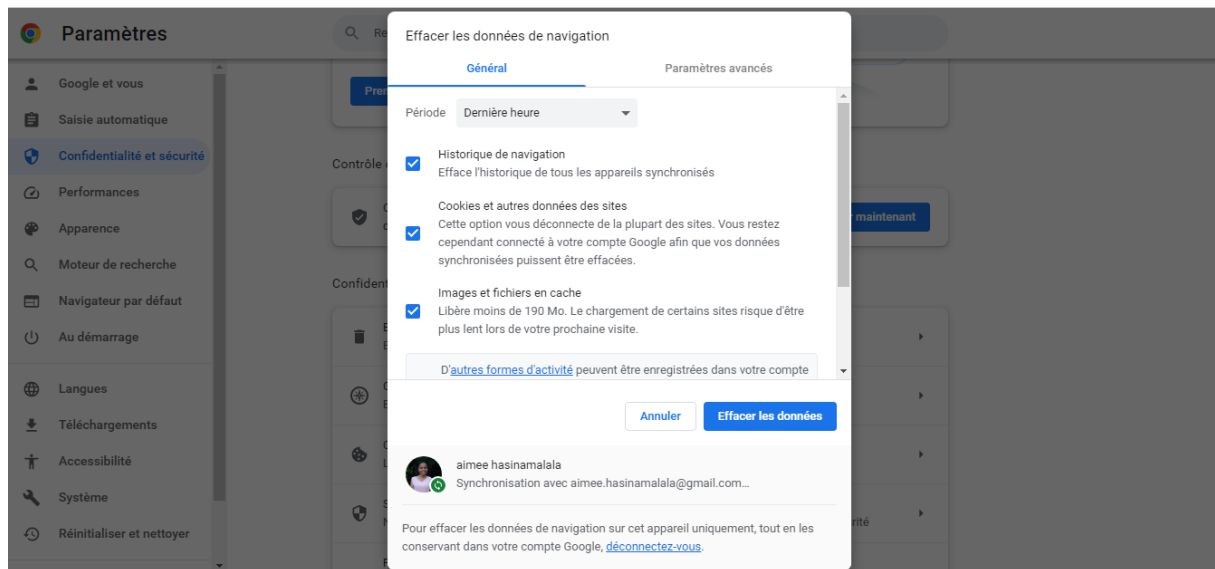 Paramètres
Re
Effacer les données de navigation
Général
Paramètres avancés
Google et vous
Saisie automatique
Confidentialité et sécurité
Performances
Apparence
Moteur de recherche
Navigateur par défaut
Au démarrage
Langues
Téléchargements
Accessibilité
Système
Réinitialiser et nettoyer
Pren
Contrôle
maintenant
Confident
rité
Période
Dernière heure
Historique de navigation
Efface l'historique de tous les appareils synchronisés
Cookies et autres données des sites
Cette option vous déconnecte de la plupart des sites. Vous restez
cependant connecté à votre compte Google afin que vos données
synchronisées puissent être effacées.
Images et fichiers en cache
Libère moins de 190 Mo. Le chargement de certains sites risque d'être
plus lent lors de votre prochaine visite.
D'autres formes d'activité peuvent être enregistrées dans votre compte
Annuler
Effacer les données
aimee hasinamalala
Synchronisation avec aimee.hasinamalala@gmail.com...
Pour effacer les données de navigation sur cet appareil uniquement, tout en les
conservant dans votre compte Google, déconnectez-vous.